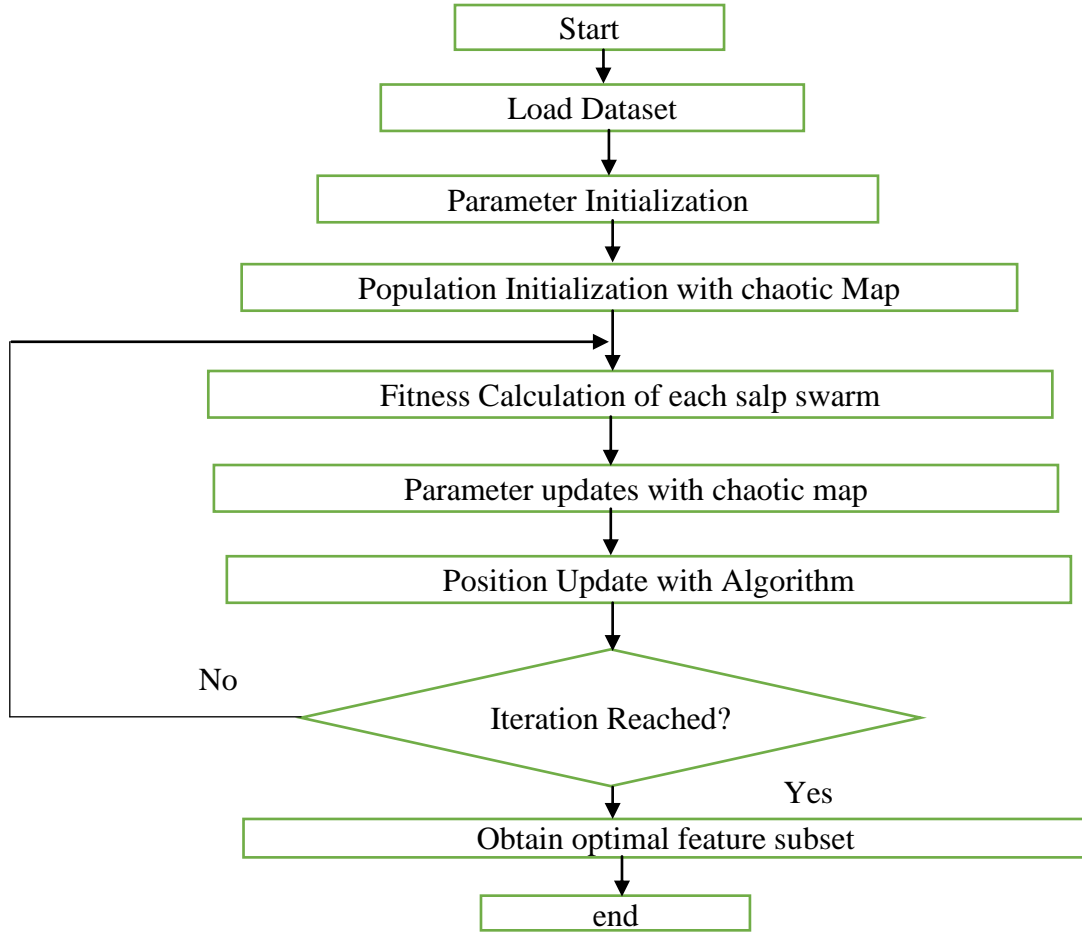 Start
Load Dataset
Parameter Initialization
Population Initialization with chaotic Map
Fitness Calculation of each salp swarm
Parameter updates with chaotic map
Position Update with Algorithm
No
Iteration Reached?
Yes
Obtain optimal feature subset
end